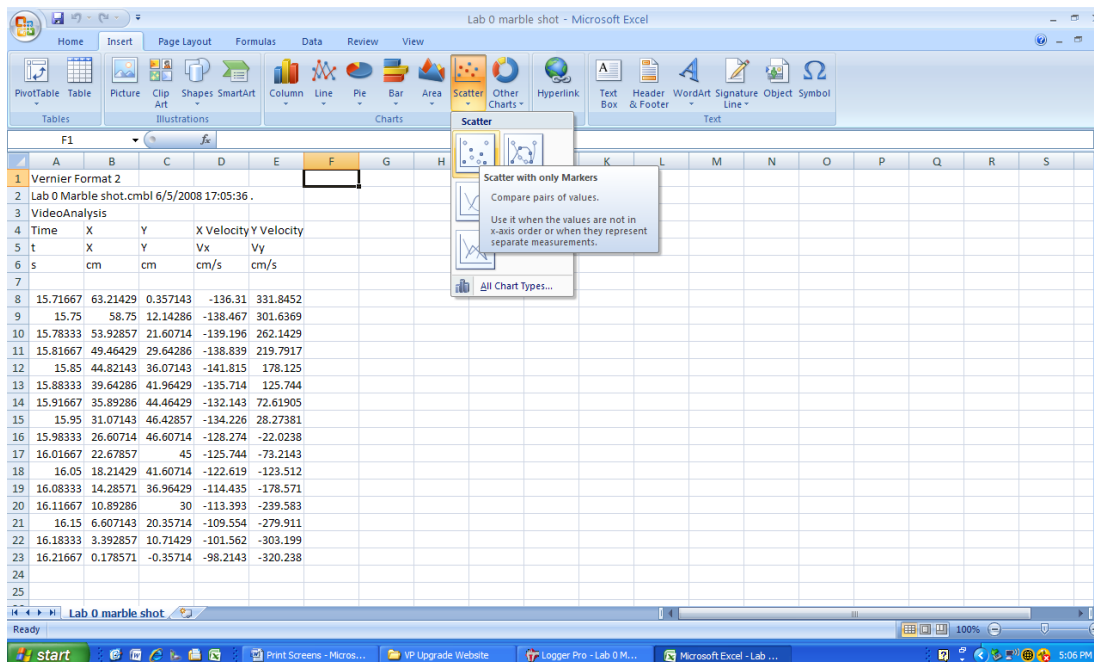 Lab 0 marble shot - Microsoft Excel
Home Insert Page Layout Formulas Data Review View
PivotTable Table Picture Clip Art Shapes SmartArt Column Line Pie Bar Area Scatter Other Charts Hyperlink Text Box Header & Footer WordArt Signature Line Object Symbol
Tables Illustrations Charts Text
Scatter
F1 fx
A B C D E F G H K L M N O P Q R S
Scatter with only Markers
Compare pairs of values.
Use it when the values are not in
x-axis order or when they represent
separate measurements.
All Chart Types...
1 Vernier Format 2
2 Lab 0 Marble shot.cmbl 6/5/2008 17:05:36 .
3 VideoAnalysis
4 Time X Y X Velocity Y Velocity
5 t X Y Vx Vy
6 s cm cm cm/s cm/s
7
8 15.71667 63.21429 0.357143 -136.31 331.8452
9 15.75 58.75 12.14286 -138.467 301.6369
10 15.78333 53.92857 21.60714 -139.196 262.1429
11 15.81667 49.46429 29.64286 -138.839 219.7917
12 15.85 44.82143 36.07143 -141.815 178.125
13 15.88333 39.64286 41.96429 -135.714 125.744
14 15.91667 35.89286 44.46429 -132.143 72.61905
15 15.95 31.07143 46.42857 -134.226 28.27381
16 15.98333 26.60714 46.60714 -128.274 -22.0238
17 16.01667 22.67857 45 -125.744 -73.2143
18 16.05 18.21429 41.60714 -122.619 -123.512
19 16.08333 14.28571 36.96429 -114.435 -178.571
20 16.11667 10.89286 30 -113.393 -239.583
21 16.15 6.607143 20.35714 -109.554 -279.911
22 16.18333 3.392857 10.71429 -101.562 -303.199
23 16.21667 0.178571 -0.35714 -98.2143 -320.238
24
25
Lab 0 marble shot
Ready 100%
start Print Screens - Micros... VP Upgrade Website Logger Pro - Lab 0 M... Microsoft Excel - Lab ... 5:06 PM